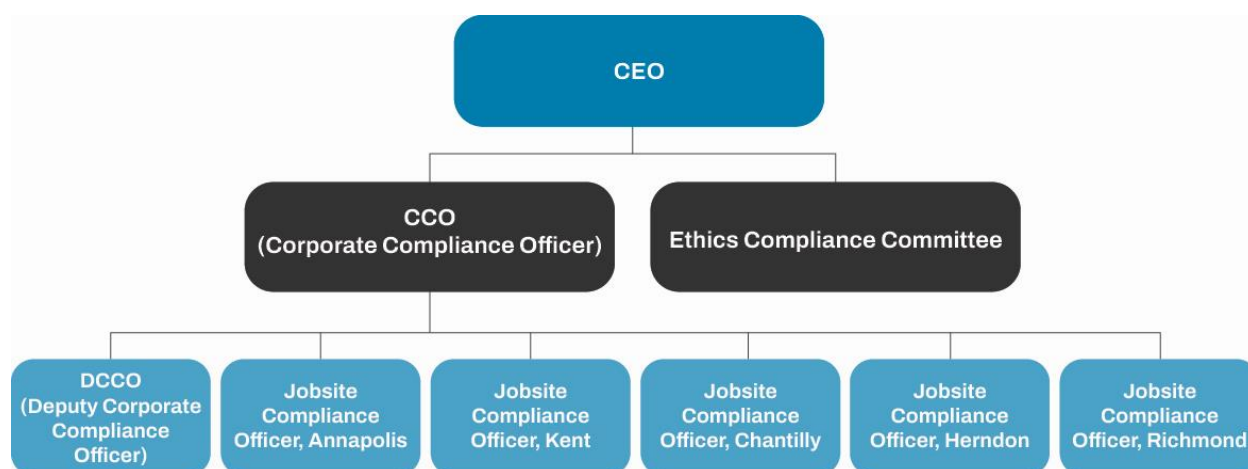 CEO
CCO
(Corporate Compliance Officer)
Ethics Compliance Committee
DCCO
(Deputy Corporate
Compliance
Officer)
Jobsite
Compliance
Officer, Annapolis
Jobsite
Compliance
Officer, Kent
Jobsite
Compliance
Officer, Chantilly
Jobsite
Compliance
Officer, Herndon
Jobsite
Compliance
Officer, Richmond